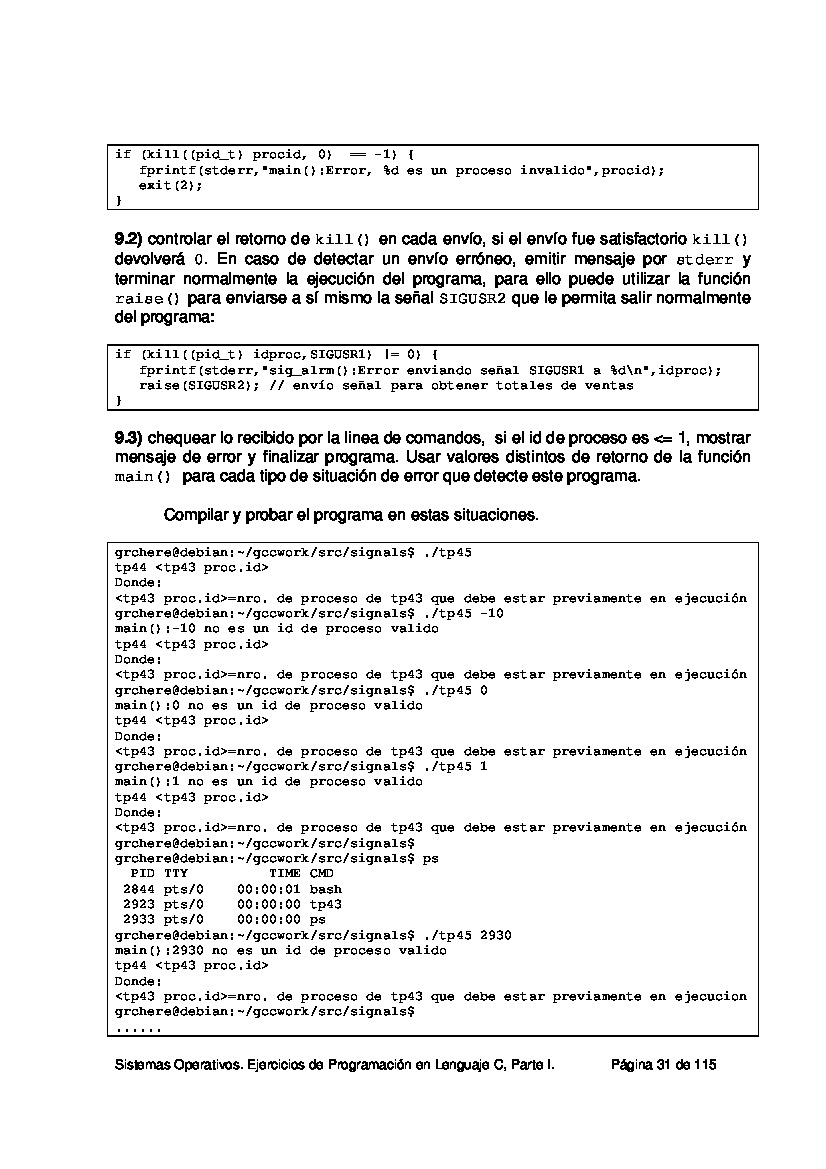 if (kill((pid_t) procid, 0)  == -1) {
   fprintf(stderr,"main():Error, %d es un proceso invalido",procid);
   exit(2);
}
9.2) controlar el retorno de kill() en cada envío, si el envío fue satisfactorio kill()
devolverá 0. En caso de detectar un envío erróneo, emitir mensaje por stderr y
terminar normalmente la ejecución del programa, para ello puede utilizar la función
raise() para enviarse a sí mismo la señal SIGUSR2 que le permita salir normalmente
del programa:
if (kill((pid_t) idproc,SIGUSR1) != 0) {
   fprintf(stderr,"sig_alrm():Error enviando señal SIGUSR1 a %d\n",idproc);
   raise(SIGUSR2); // envío señal para obtener totales de ventas
}
9.3) chequear lo recibido por la linea de comandos,  si el id de proceso es <= 1, mostrar
mensaje de error y finalizar programa. Usar valores distintos de retorno de la función
main()  para cada tipo de situación de error que detecte este programa.
Compilar y probar el programa en estas situaciones.
grchere@debian:~/gccwork/src/signals$ ./tp45
tp44 <tp43 proc.id>
Donde:
<tp43 proc.id>=nro. de proceso de tp43 que debe estar previamente en ejecución
grchere@debian:~/gccwork/src/signals$ ./tp45 -10
main():-10 no es un id de proceso valido
tp44 <tp43 proc.id>
Donde:
<tp43 proc.id>=nro. de proceso de tp43 que debe estar previamente en ejecución
grchere@debian:~/gccwork/src/signals$ ./tp45 0
main():0 no es un id de proceso valido
tp44 <tp43 proc.id>
Donde:
<tp43 proc.id>=nro. de proceso de tp43 que debe estar previamente en ejecución
grchere@debian:~/gccwork/src/signals$ ./tp45 1
main():1 no es un id de proceso valido
tp44 <tp43 proc.id>
Donde:
<tp43 proc.id>=nro. de proceso de tp43 que debe estar previamente en ejecución
grchere@debian:~/gccwork/src/signals$
grchere@debian:~/gccwork/src/signals$ ps
  PID TTY          TIME CMD
 2844 pts/0    00:00:01 bash
 2923 pts/0    00:00:00 tp43
 2933 pts/0    00:00:00 ps
grchere@debian:~/gccwork/src/signals$ ./tp45 2930
main():2930 no es un id de proceso valido
tp44 <tp43 proc.id>
Donde:
<tp43 proc.id>=nro. de proceso de tp43 que debe estar previamente en ejecucion
grchere@debian:~/gccwork/src/signals$
......
Sistemas Operativos. Ejercicios de Programación en Lenguaje C, Parte I.    Página 31 de 115